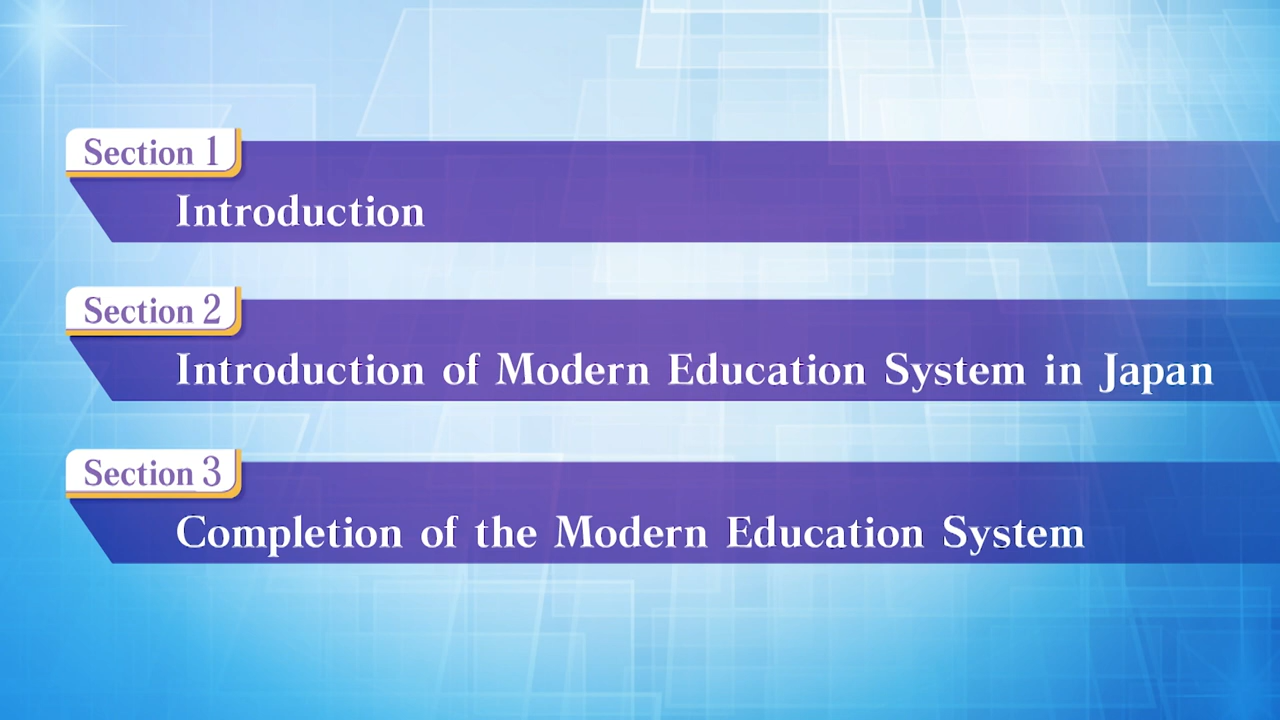 Section 1
Introduction
Section 2
Introduction of Modern Education System in Japan
Section 3
Completion of the Modern Education System